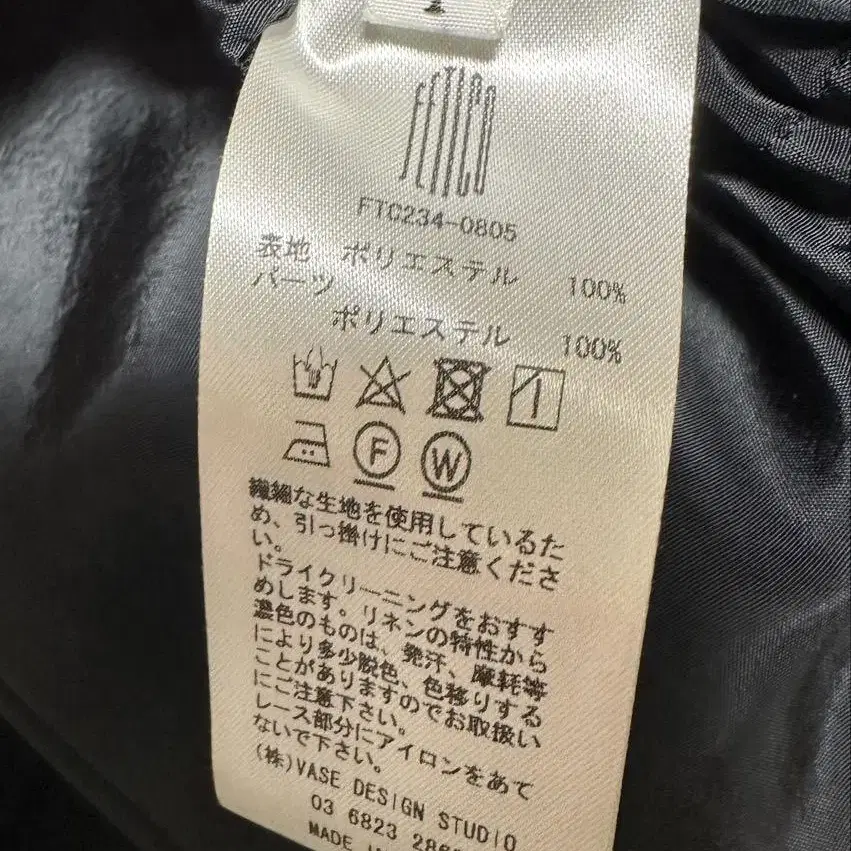 1
FETICO
FTC234-0805
表地 ポリエステル 100%
パーツ
ポリエステル 100%
F W
繊細な生地を使用しているた
め、引っ掛けにご注意くださ
い。
ドライクリーニングをおすす
めします。リネンの特性から
濃色のものは、発汗、摩耗等
により多少脱色、色移りする
ことがありますのでお取扱い
にご注意下さい。
レース部分にアイロンをあて
ないで下さい。
(株)VASE DESIGN STUDIO
03 6823
MADE